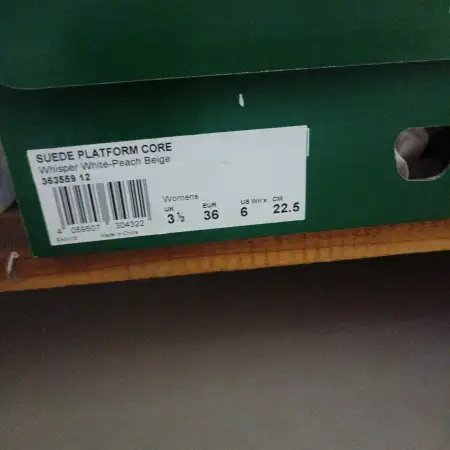 SUEDE PLATFORM CORE
Whisper White-Peach Beige
363559 12
Womens
UK EUR US Wn's CM
3 ½ 36 6 22.5
4 059507 304322
Made in China